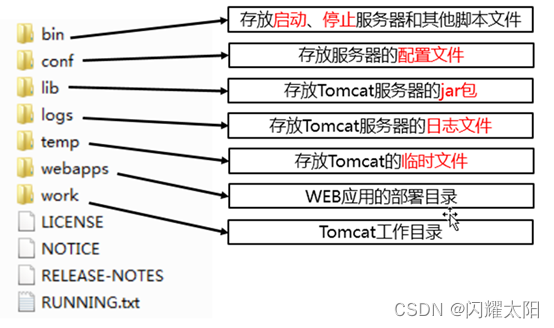 bin
存放启动、停止服务器和其他脚本文件
conf
存放服务器的配置文件
lib
存放Tomcat服务器的jar包
logs
存放Tomcat服务器的日志文件
temp
存放Tomcat的临时文件
webapps
WEB应用的部署目录
work
Tomcat工作目录
LICENSE
NOTICE
RELEASE-NOTES
RUNNING.txt
CSDN @闪耀太阳